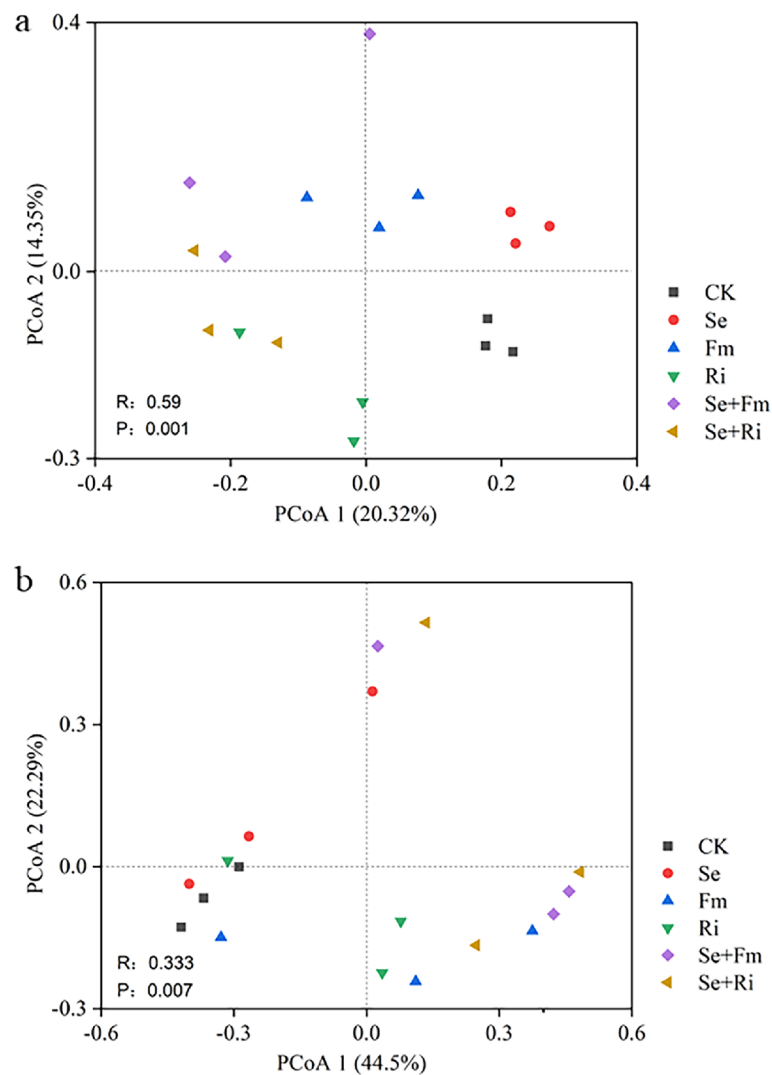 a
0.4
0.0
-0.3
PCoA 2 (14.35%)
R：0.59
P：0.001
-0.4
-0.2
0.0
0.2
0.4
PCoA 1 (20.32%)
CK
Se
Fm
Ri
Se+Fm
Se+Ri
b
0.6
0.3
0.0
-0.3
PCoA 2 (22.29%)
R：0.333
P：0.007
-0.6
-0.3
0.0
0.3
0.6
PCoA 1 (44.5%)
CK
Se
Fm
Ri
Se+Fm
Se+Ri